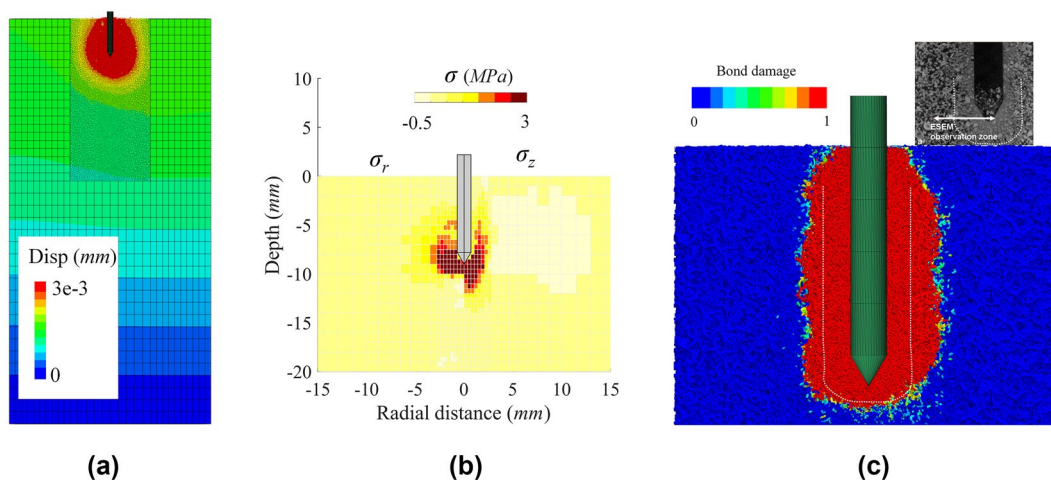 Disp (mm)
3e-3
0
(a)
σ (MPa)
-0.5
3
σr
σz
Depth (mm)
10
5
0
-5
-10
-15
-20
-15
-10
-5
0
5
10
15
Radial distance (mm)
(b)
Bond damage
0
1
ESEM
observation zone
(c)